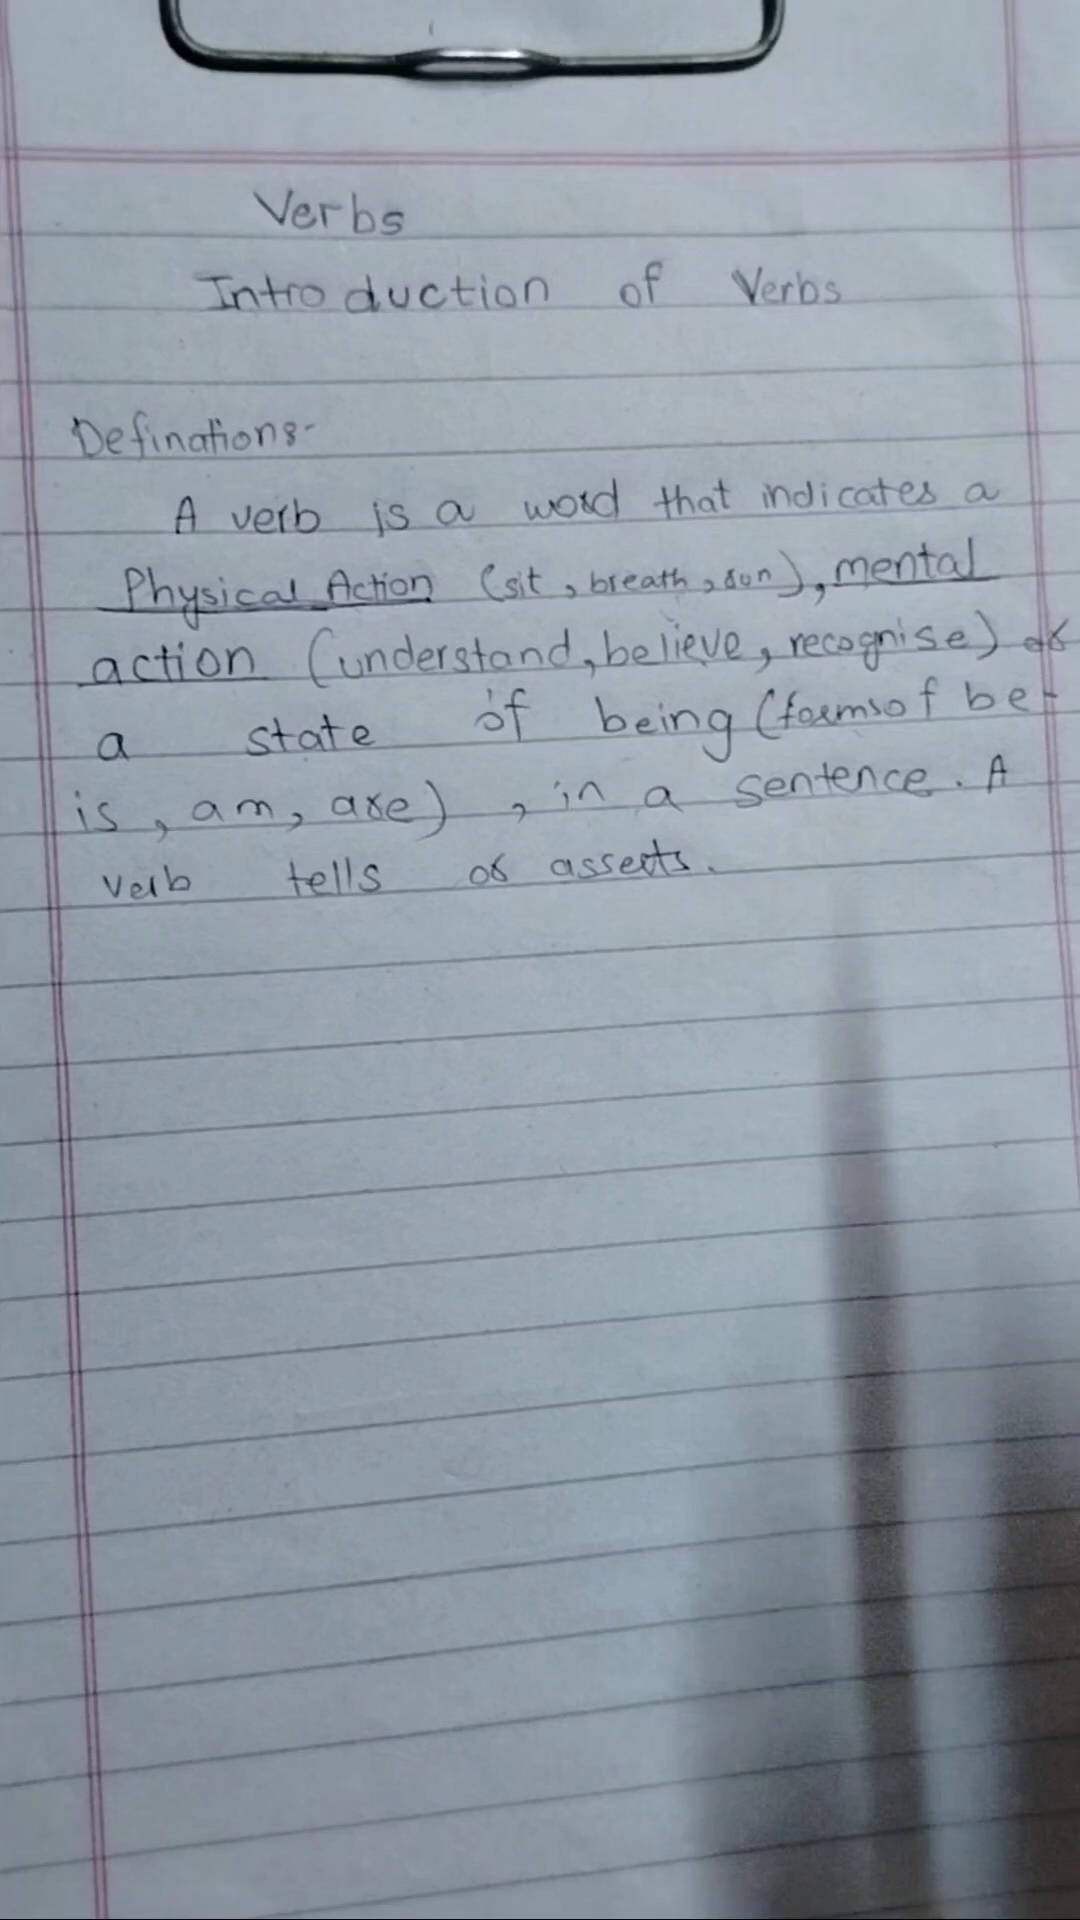 Verbs
Introduction of Verbs
Definations-
A verb is a word that indicates a
Physical Action (sit, breath, run), mental
action (understand, believe, recognise) or
a state of being (forms of be-
is, am, are), in a sentence. A
verb tells or asserts.